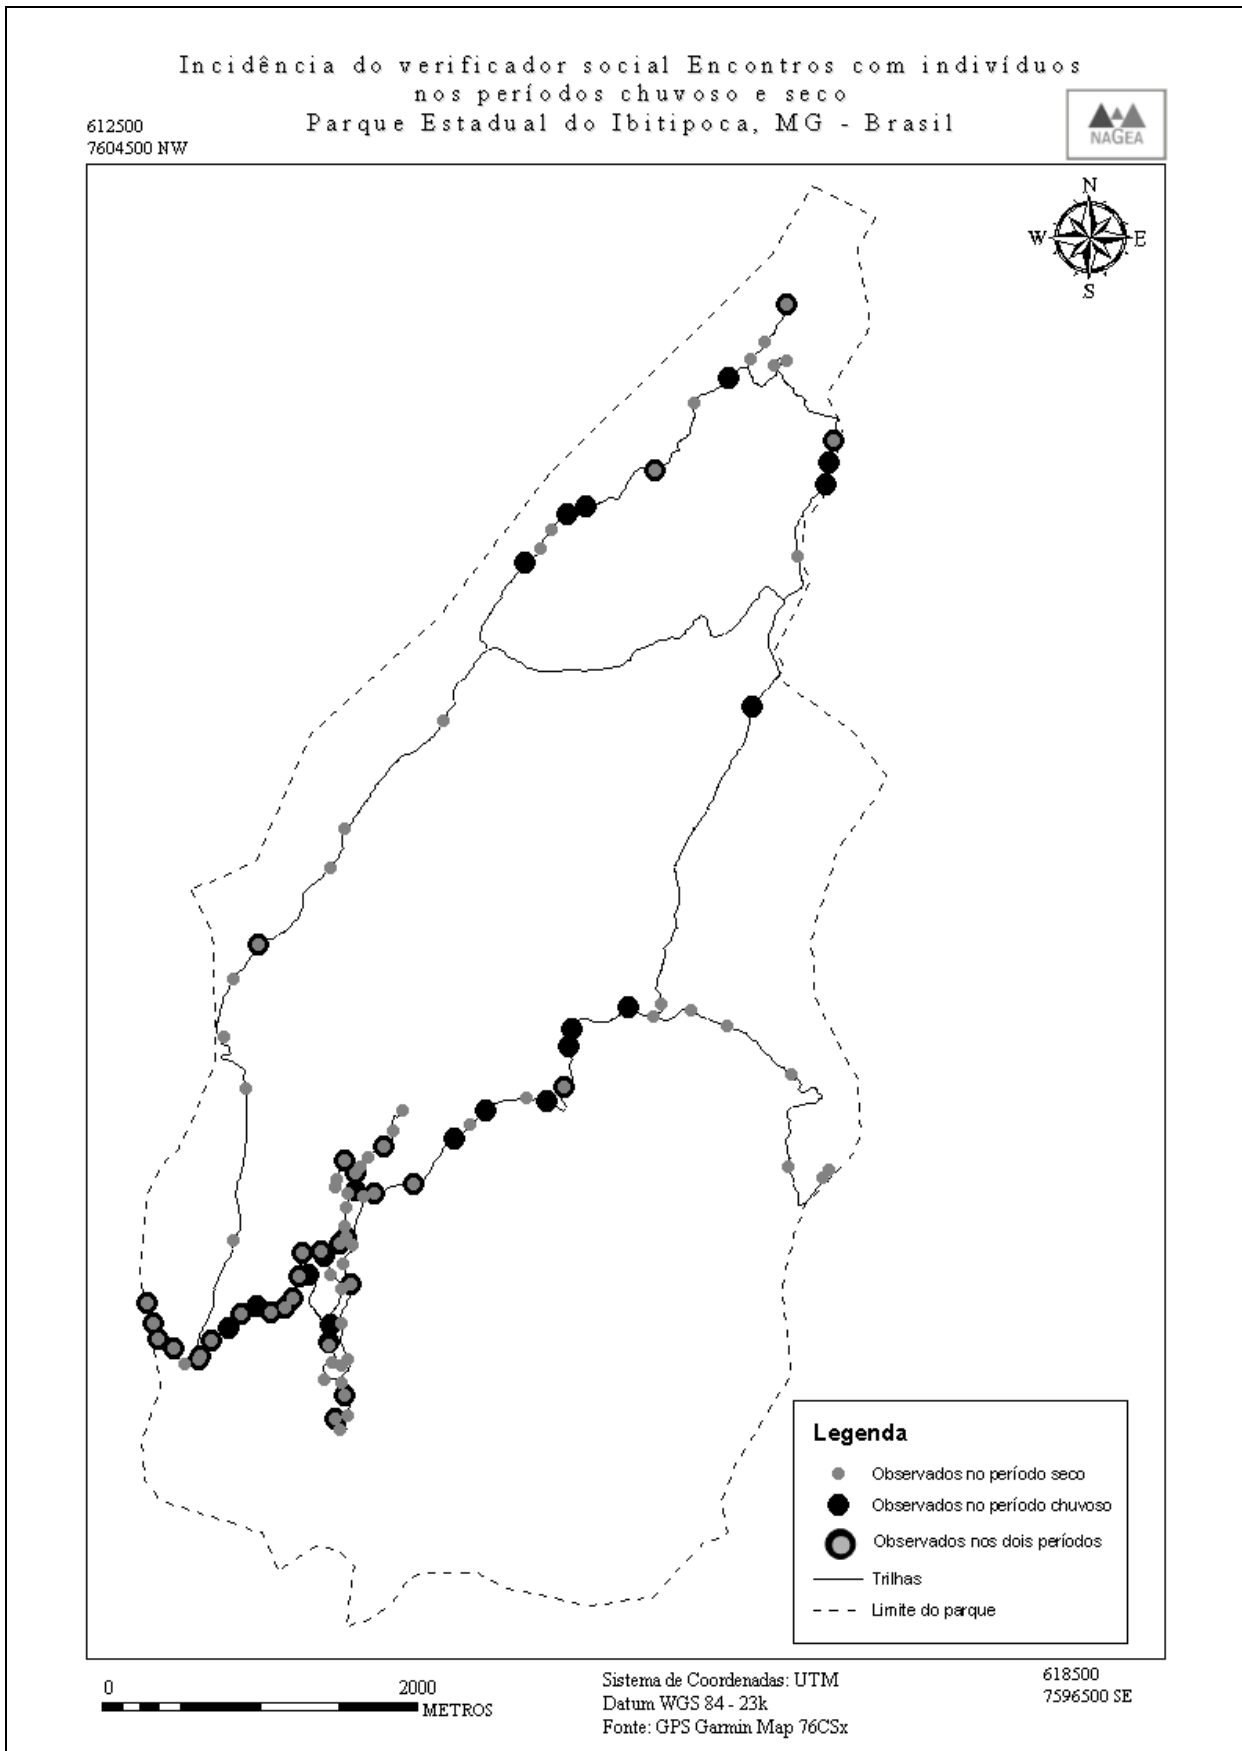 Incidência do verificador social Encontros com indivíduos
nos períodos chuvoso e seco
Parque Estadual do Ibitipoca, MG - Brasil
612500
7604500 NW
NAGEA
N
W
E
S
Legenda
Observados no período seco
Observados no período chuvoso
Observados nos dois períodos
Trilhas
Limite do parque
0
2000
METROS
Sistema de Coordenadas: UTM
Datum WGS 84 - 23k
Fonte: GPS Garmin Map 76CSx
618500
7596500 SE